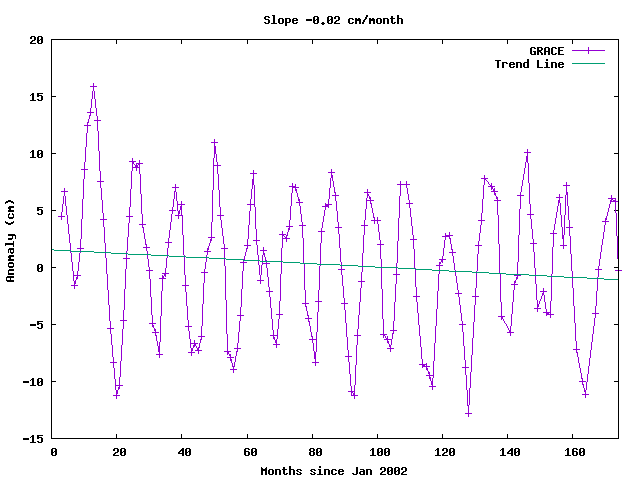 Slope -0.02 cm/month
GRACE
Trend Line
20
15
10
5
0
-5
-10
-15
Anomaly (cm)
0 20 40 60 80 100 120 140 160
Months since Jan 2002